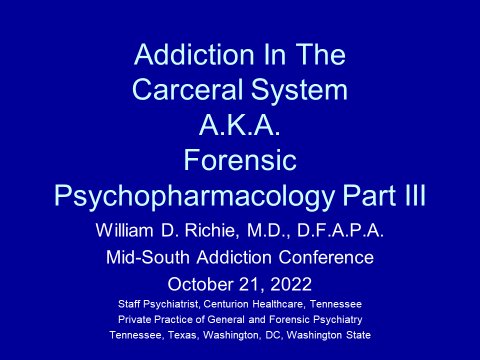 Addiction In The
Carceral System
A.K.A.
Forensic
Psychopharmacology Part III
William D. Richie, M.D., D.F.A.P.A.
Mid-South Addiction Conference
October 21, 2022
Staff Psychiatrist, Centurion Healthcare, Tennessee
Private Practice of General and Forensic Psychiatry
Tennessee, Texas, Washington, DC, Washington State